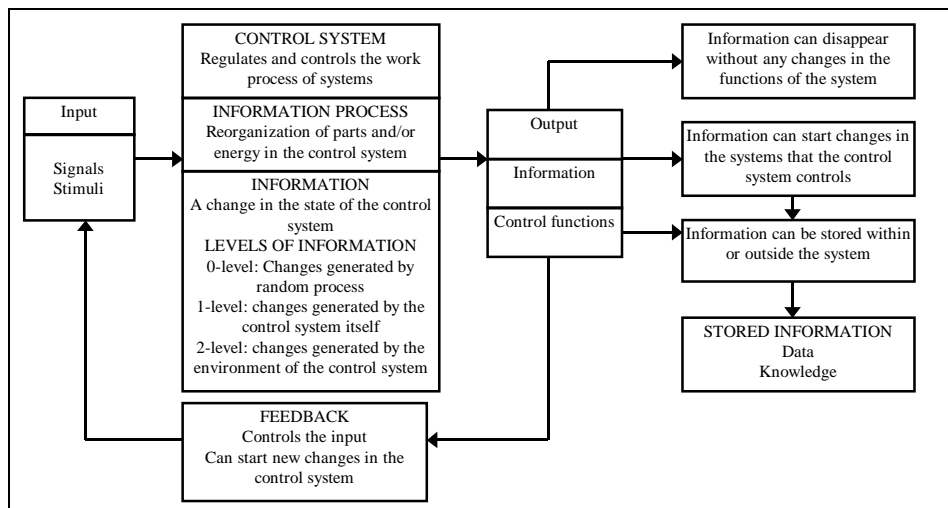 Input
Signals
Stimuli
CONTROL SYSTEM
Regulates and controls the work
process of systems
INFORMATION PROCESS
Reorganization of parts and/or
energy in the control system
INFORMATION
A change in the state of the control
system
LEVELS OF INFORMATION
0-level: Changes generated by
random process
1-level: changes generated by the
control system itself
2-level: changes generated by the
environment of the control system
FEEDBACK
Controls the input
Can start new changes in the
control system
Output
Information
Control functions
Information can disappear
without any changes in the
functions of the system
Information can start changes in
the systems that the control
system controls
Information can be stored within
or outside the system
STORED INFORMATION
Data
Knowledge